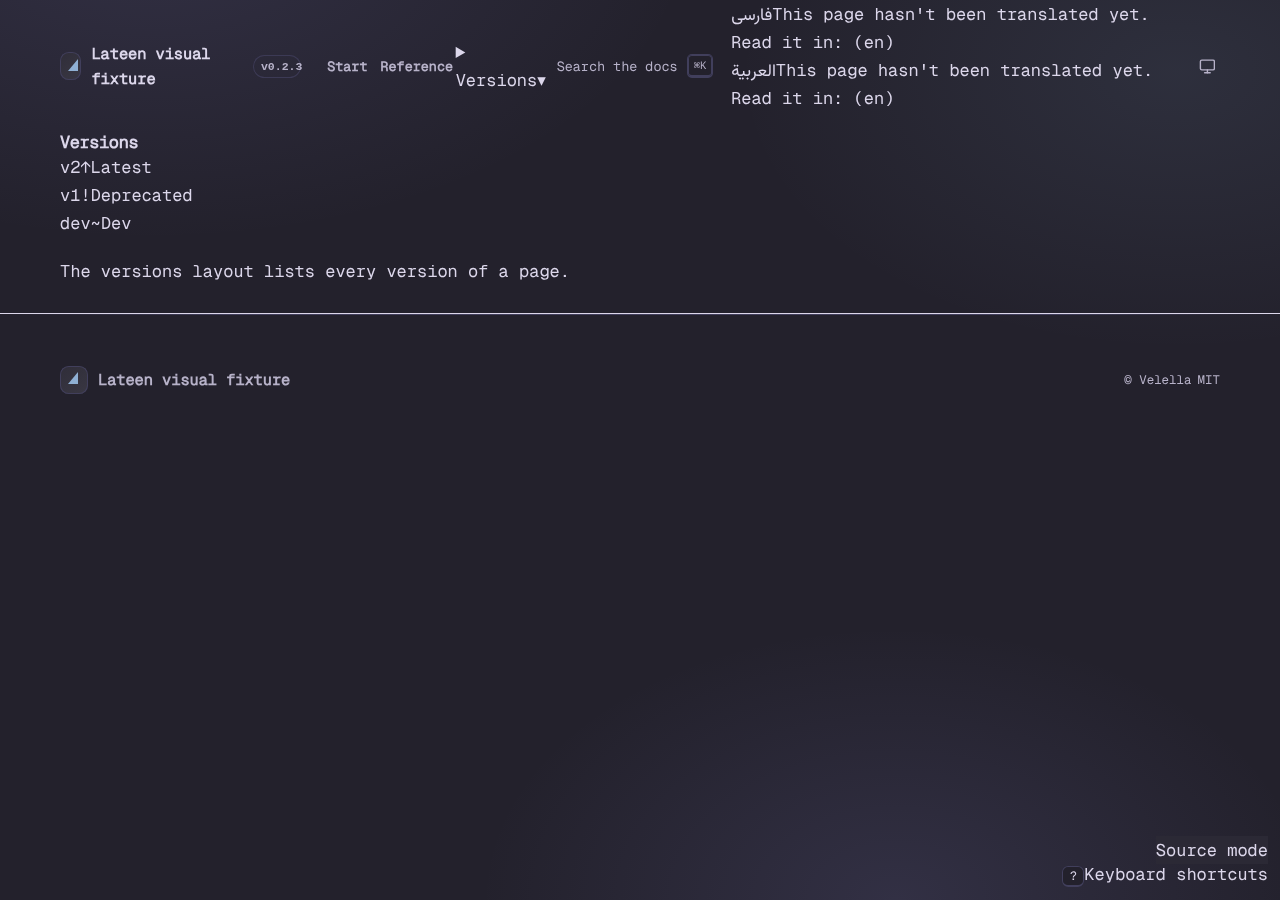 Lateen visual fixture
v0.2.3
Start
Reference
▶ Versions▾
Search the docs
⌘K
فارسیThis page hasn't been translated yet.
Read it in: (en)
العربيةThis page hasn't been translated yet.
Read it in: (en)
Versions
v2↑Latest
v1!Deprecated
dev~Dev
The versions layout lists every version of a page.
Lateen visual fixture
© Velella MIT
Source mode
?Keyboard shortcuts